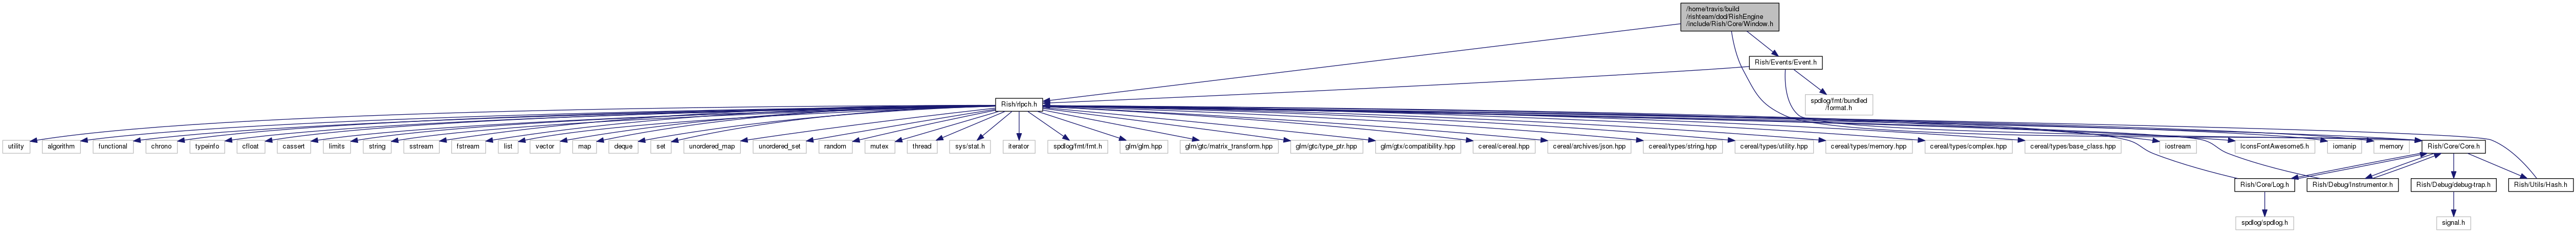 /home/travis/build
/rishteam/dod/RishEngine
/include/Rish/Core/Window.h
Rish/Events/Event.h
spdlog/fmt/bundled
/format.h
Rish/rlpch.h
utility
algorithm
functional
chrono
typeinfo
cfloat
cassert
limits
string
sstream
fstream
list
vector
map
deque
set
unordered_map
unordered_set
random
mutex
thread
sys/stat.h
iterator
spdlog/fmt/fmt.h
glm/glm.hpp
glm/gtc/matrix_transform.hpp
glm/gtc/type_ptr.hpp
glm/gtx/compatibility.hpp
cereal/cereal.hpp
cereal/archives/json.hpp
cereal/types/string.hpp
cereal/types/utility.hpp
cereal/types/memory.hpp
cereal/types/complex.hpp
cereal/types/base_class.hpp
iostream
IconsFontAwesome5.h
iomanip
memory
Rish/Core/Core.h
Rish/Core/Log.h
Rish/Debug/Instrumentor.h
Rish/Debug/debug-trap.h
Rish/Utils/Hash.h
spdlog/spdlog.h
signal.h